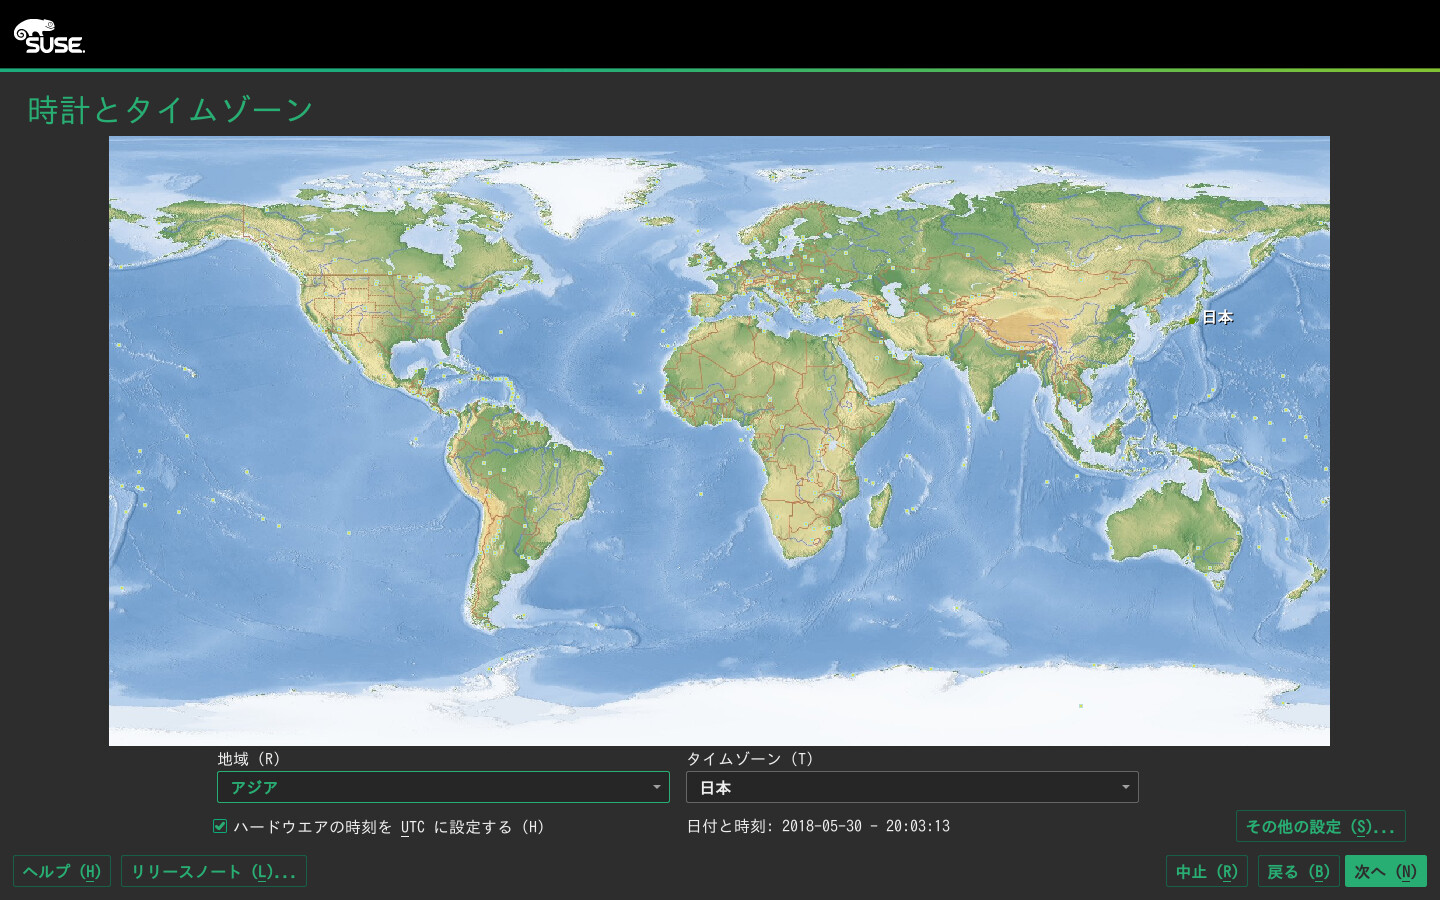 SUSE
時計とタイムゾーン
日本
地域 (R)
タイムゾーン (T)
アジア
日本
ハードウエアの時刻を UTC に設定する (H)
日付と時刻: 2018-05-30 - 20:03:13
その他の設定 (S)...
ヘルプ (H)
リリースノート (L)...
中止 (R)
戻る (B)
次へ (N)